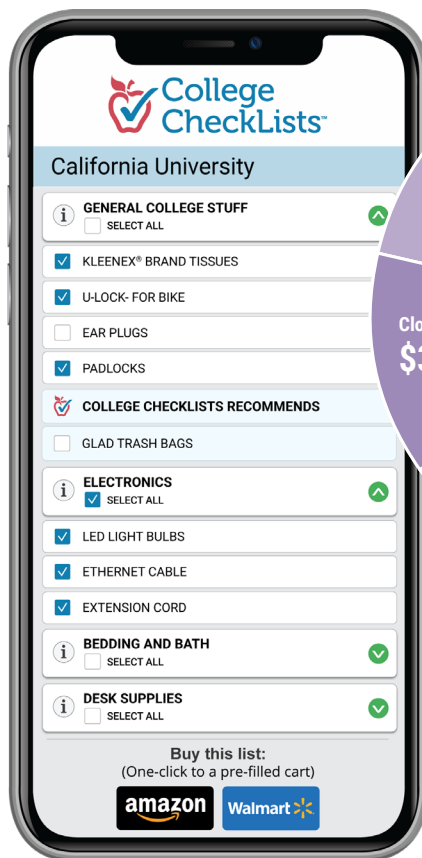 College
CheckLists™
California University
GENERAL COLLEGE STUFF
SELECT ALL
KLEENEX® BRAND TISSUES
U-LOCK- FOR BIKE
EAR PLUGS
PADLOCKS
COLLEGE CHECKLISTS RECOMMENDS
GLAD TRASH BAGS
ELECTRONICS
SELECT ALL
LED LIGHT BULBS
ETHERNET CABLE
EXTENSION CORD
BEDDING AND BATH
SELECT ALL
DESK SUPPLIES
SELECT ALL
Buy this list:
(One-click to a pre-filled cart)
amazon
Walmart